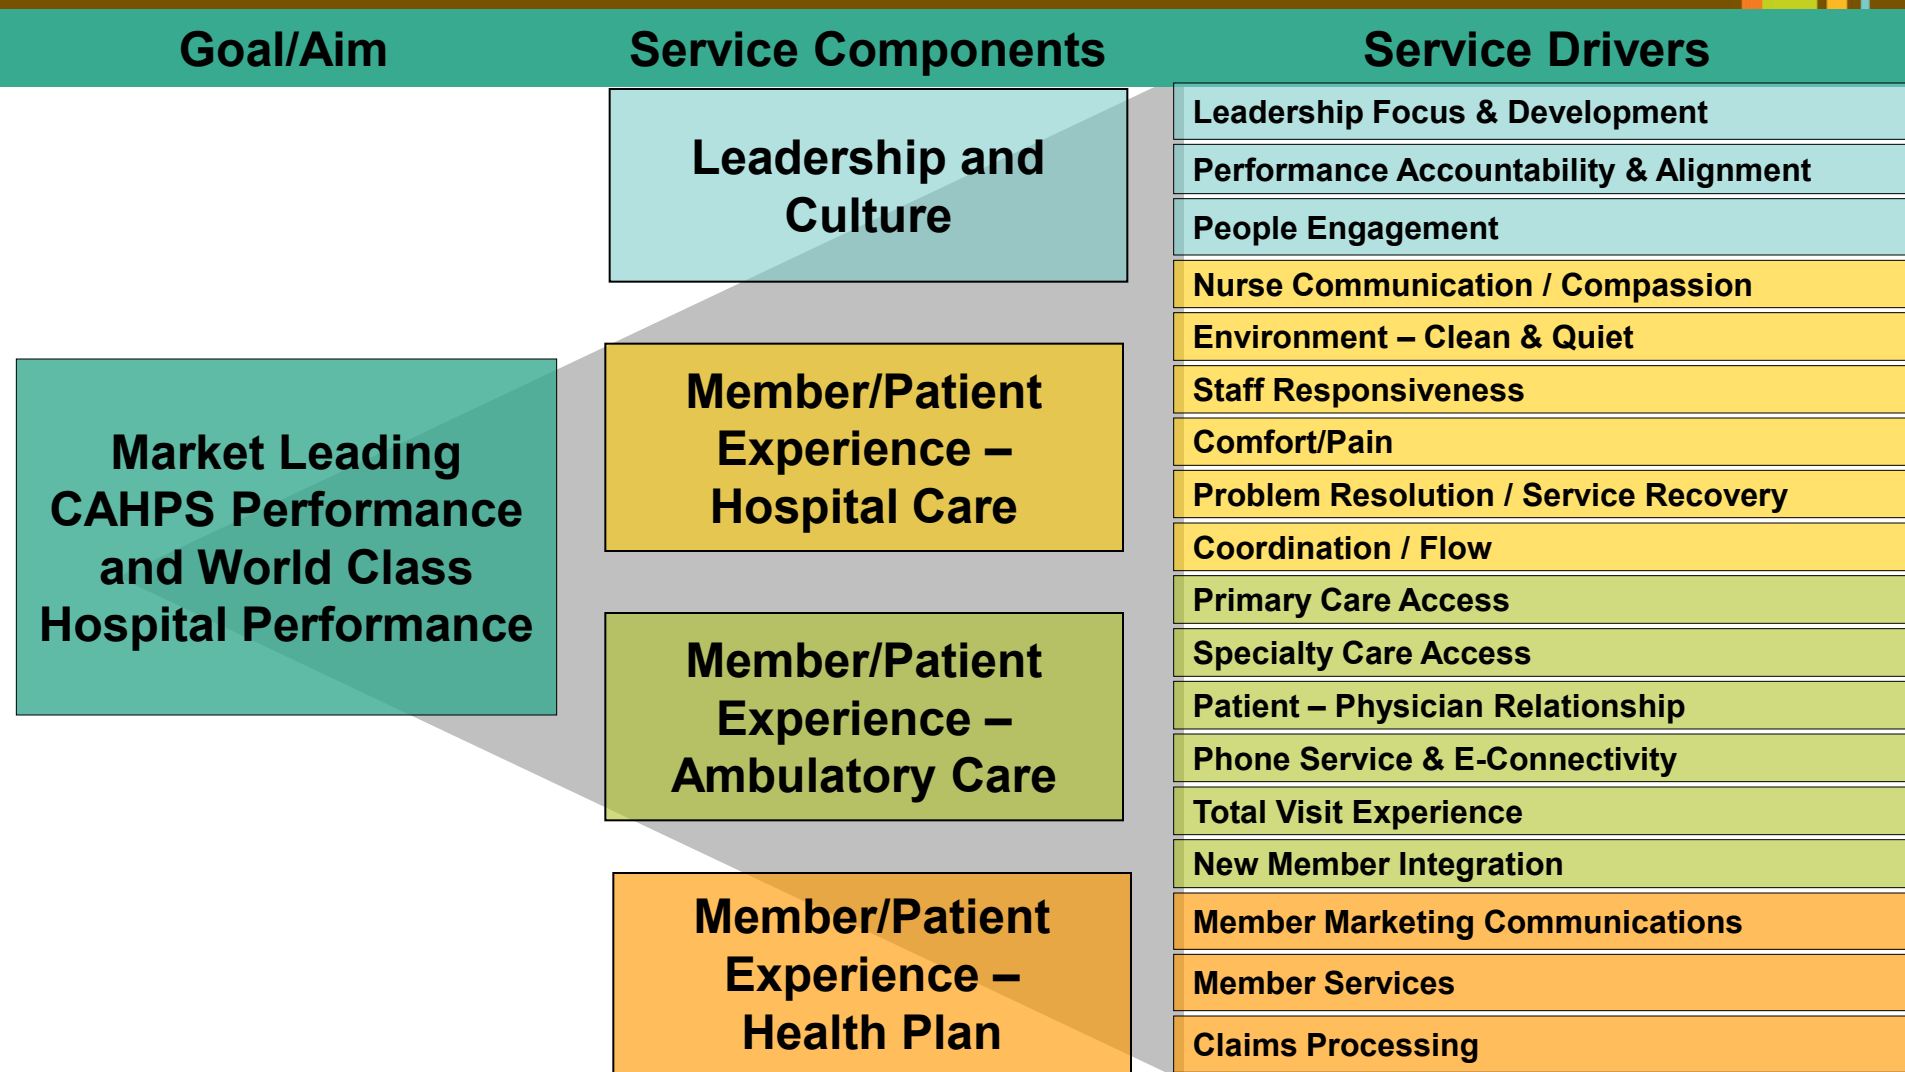 Goal/Aim
Service Components
Service Drivers
Market Leading
CAHPS Performance
and World Class
Hospital Performance
Leadership and
Culture
Member/Patient
Experience –
Hospital Care
Member/Patient
Experience –
Ambulatory Care
Member/Patient
Experience –
Health Plan
Leadership Focus & Development
Performance Accountability & Alignment
People Engagement
Nurse Communication / Compassion
Environment – Clean & Quiet
Staff Responsiveness
Comfort/Pain
Problem Resolution / Service Recovery
Coordination / Flow
Primary Care Access
Specialty Care Access
Patient – Physician Relationship
Phone Service & E-Connectivity
Total Visit Experience
New Member Integration
Member Marketing Communications
Member Services
Claims Processing